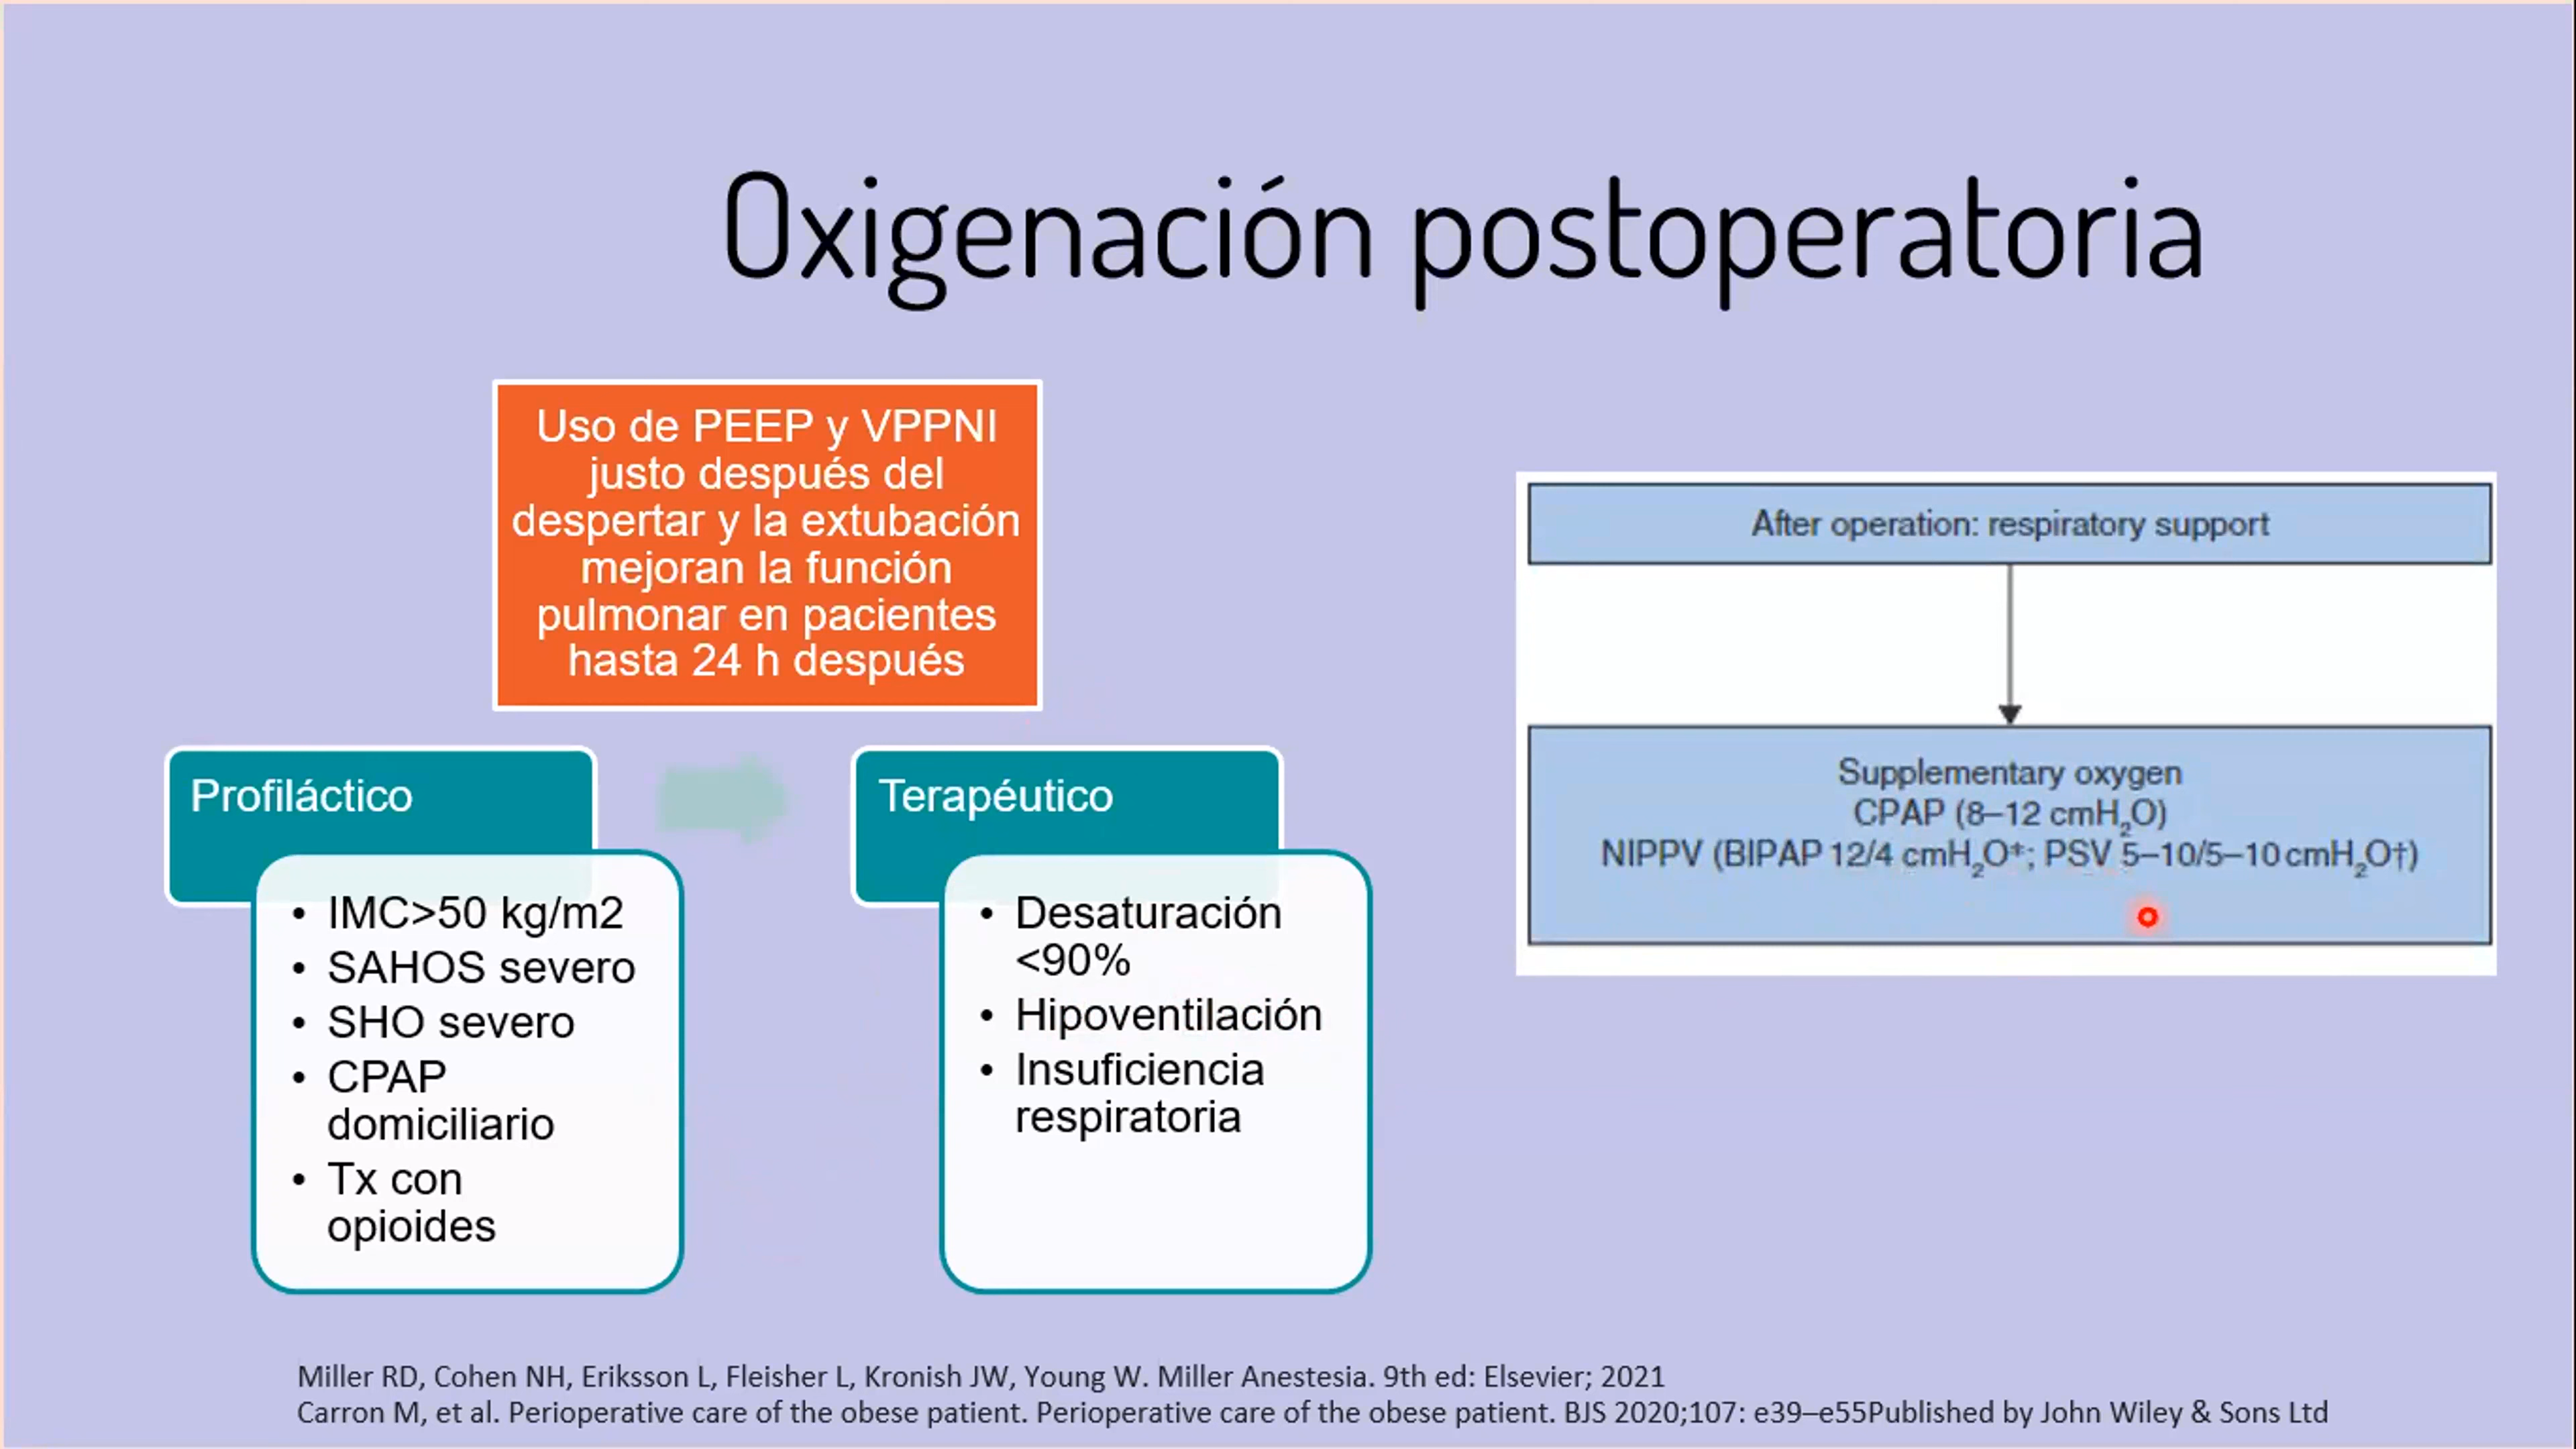 Oxigenación postoperatoria
Uso de PEEP y VPPNI
justo después del
despertar y la extubación
mejoran la función
pulmonar en pacientes
hasta 24 h después
Profiláctico
• IMC>50 kg/m2
• SAHOS severo
• SHO severo
• CPAP
domiciliario
• Tx con
opioides
Terapéutico
• Desaturación
<90%
• Hipoventilación
• Insuficiencia
respiratoria
After operation: respiratory support
Supplementary oxygen
CPAP (8–12 cmH₂O)
NIPPV (BIPAP 12/4 cmH₂O*; PSV 5–10/5–10 cmH₂O†)
Miller RD, Cohen NH, Eriksson L, Fleisher L, Kronish JW, Young W. Miller Anestesia. 9th ed: Elsevier; 2021
Carron M, et al. Perioperative care of the obese patient. Perioperative care of the obese patient. BJS 2020;107: e39–e55Published by John Wiley & Sons Ltd